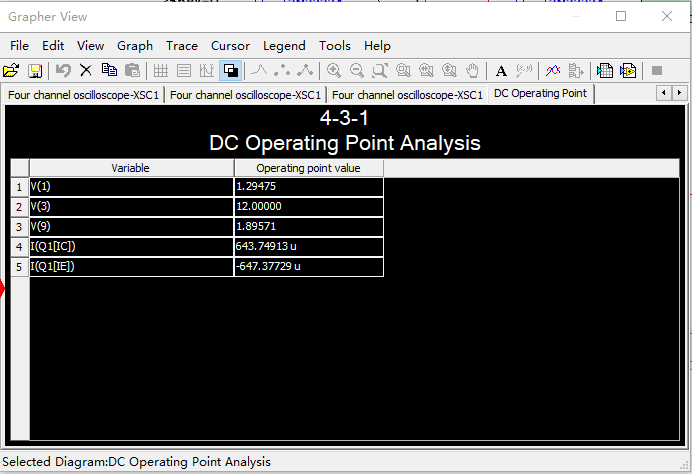 Grapher View
File Edit View Graph Trace Cursor Legend Tools Help
A
Four channel oscilloscope-XSC1 Four channel oscilloscope-XSC1 Four channel oscilloscope-XSC1 DC Operating Point
4-3-1
DC Operating Point Analysis
Variable Operating point value
1 V(1) 1.29475
2 V(3) 12.00000
3 V(9) 1.89571
4 I(Q1[IC]) 643.74913 u
5 I(Q1[IE]) -647.37729 u
Selected Diagram:DC Operating Point Analysis